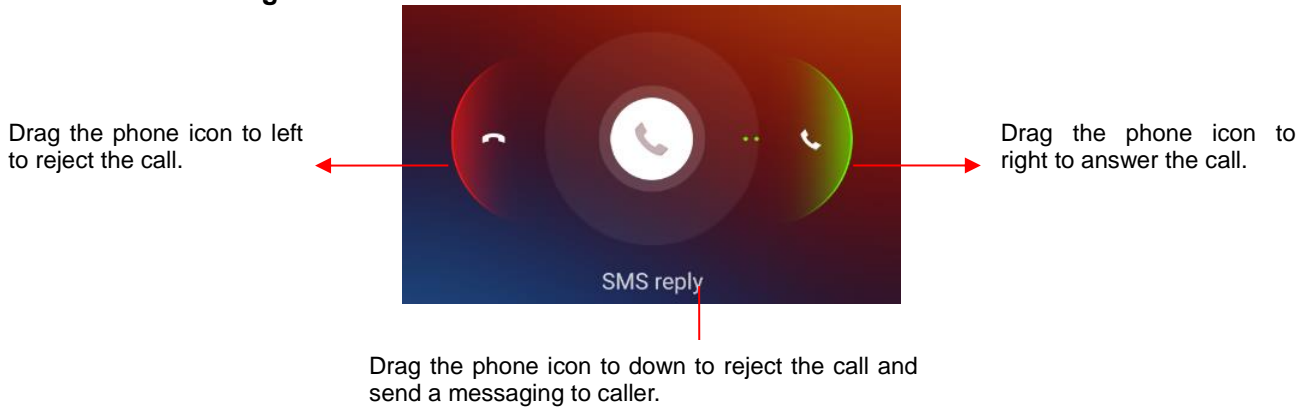 Drag the phone icon to left
to reject the call.
Drag the phone icon to
right to answer the call.
SMS reply
Drag the phone icon to down to reject the call and
send a messaging to caller.